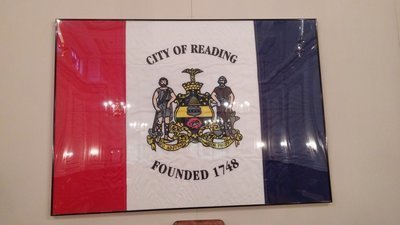 CITY OF READING
FOUNDED 1748